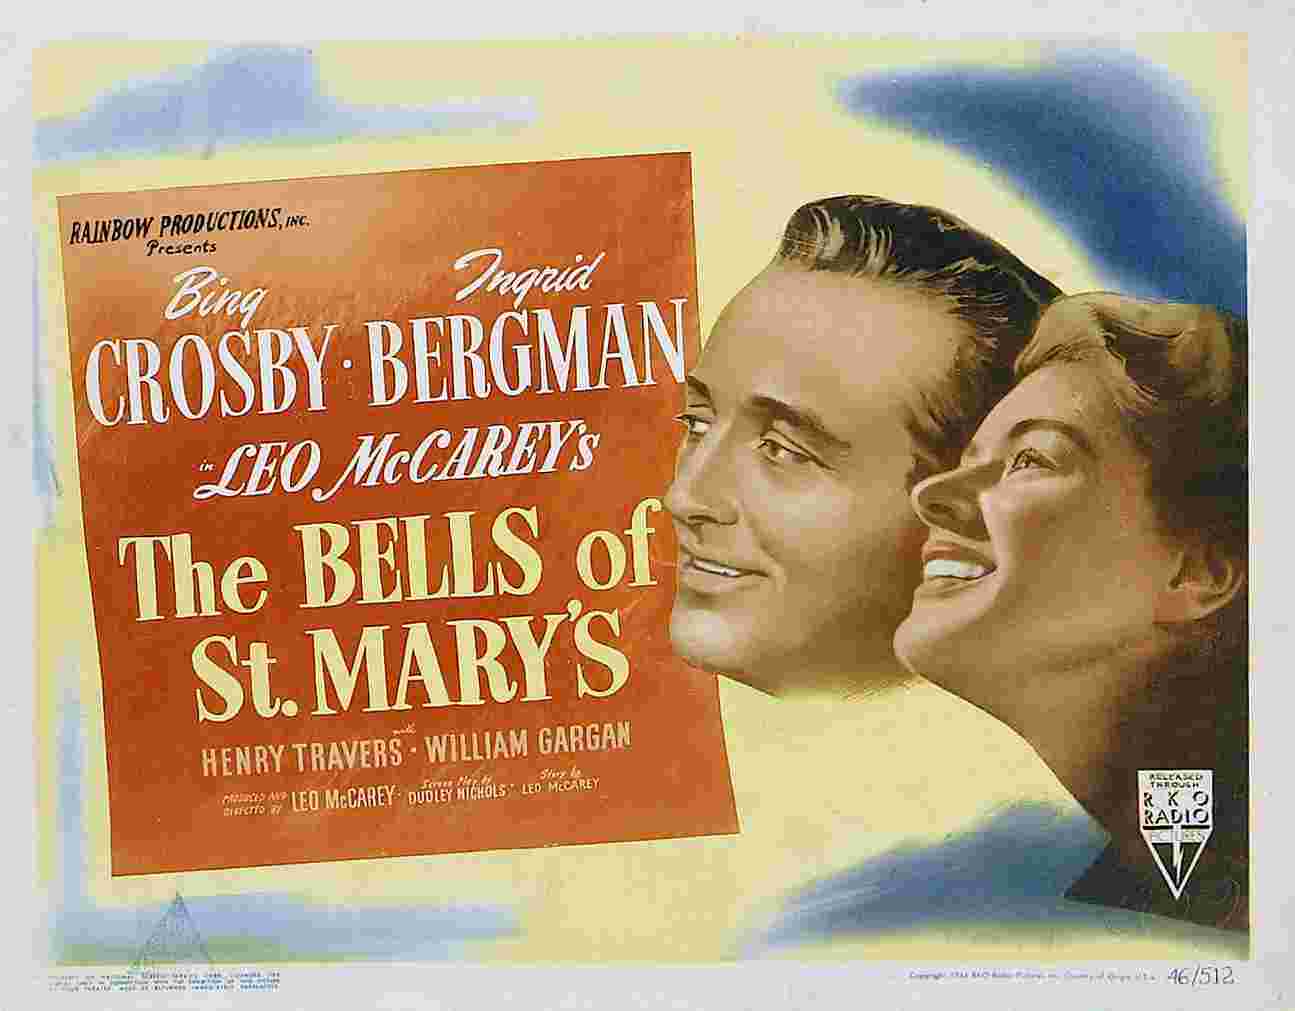 RAINBOW PRODUCTIONS, INC.
Presents
Bing Ingrid
CROSBY · BERGMAN
in LEO McCAREY'S
The BELLS of
St. MARY'S
with
HENRY TRAVERS · WILLIAM GARGAN
PRODUCED AND DIRECTED BY LEO McCAREY · Screen Play by DUDLEY NICHOLS · Story by LEO McCAREY
RELEASED
THROUGH
RKO
RADIO
PICTURES
46/512